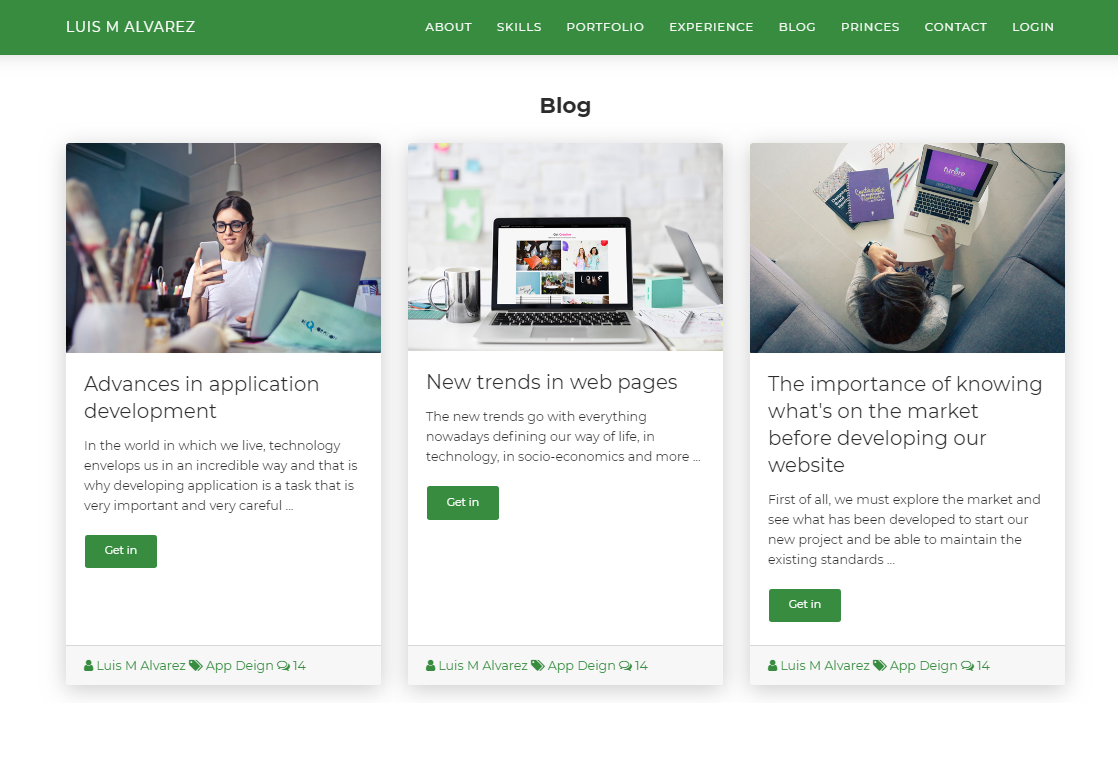 LUIS M ALVAREZ ABOUT SKILLS PORTFOLIO EXPERIENCE BLOG PRINCES CONTACT LOGIN
Blog
Advances in application
development
In the world in which we live, technology
envelops us in an incredible way and that is
why developing application is a task that is
very important and very careful ...
Get in
Luis M Alvarez App Deign 14
New trends in web pages
The new trends go with everything
nowadays defining our way of life, in
technology, in socio-economics and more ...
Get in
Luis M Alvarez App Deign 14
The importance of knowing
what's on the market
before developing our
website
First of all, we must explore the market and
see what has been developed to start our
new project and be able to maintain the
existing standards ...
Get in
Luis M Alvarez App Deign 14